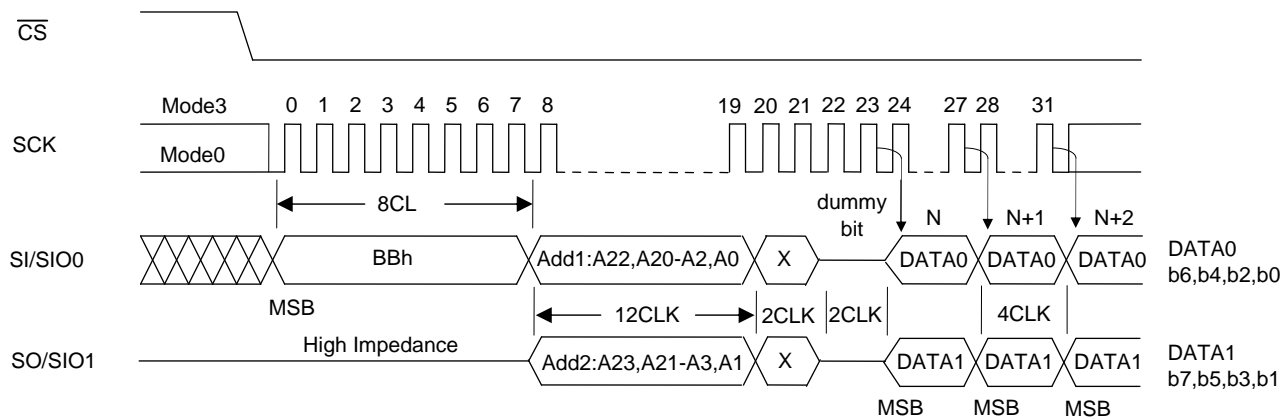 CS
Mode3
0 1 2 3 4 5 6 7 8 19 20 21 22 23 24 27 28 31
SCK
Mode0
8CL
dummy
bit
N N+1 N+2
SI/SIO0
BBh
Add1:A22,A20-A2,A0
X
DATA0 DATA0 DATA0
DATA0
b6,b4,b2,b0
MSB
12CLK
2CLK
2CLK
4CLK
High Impedance
SO/SIO1
Add2:A23,A21-A3,A1
X
DATA1 DATA1 DATA1
DATA1
b7,b5,b3,b1
MSB MSB MSB